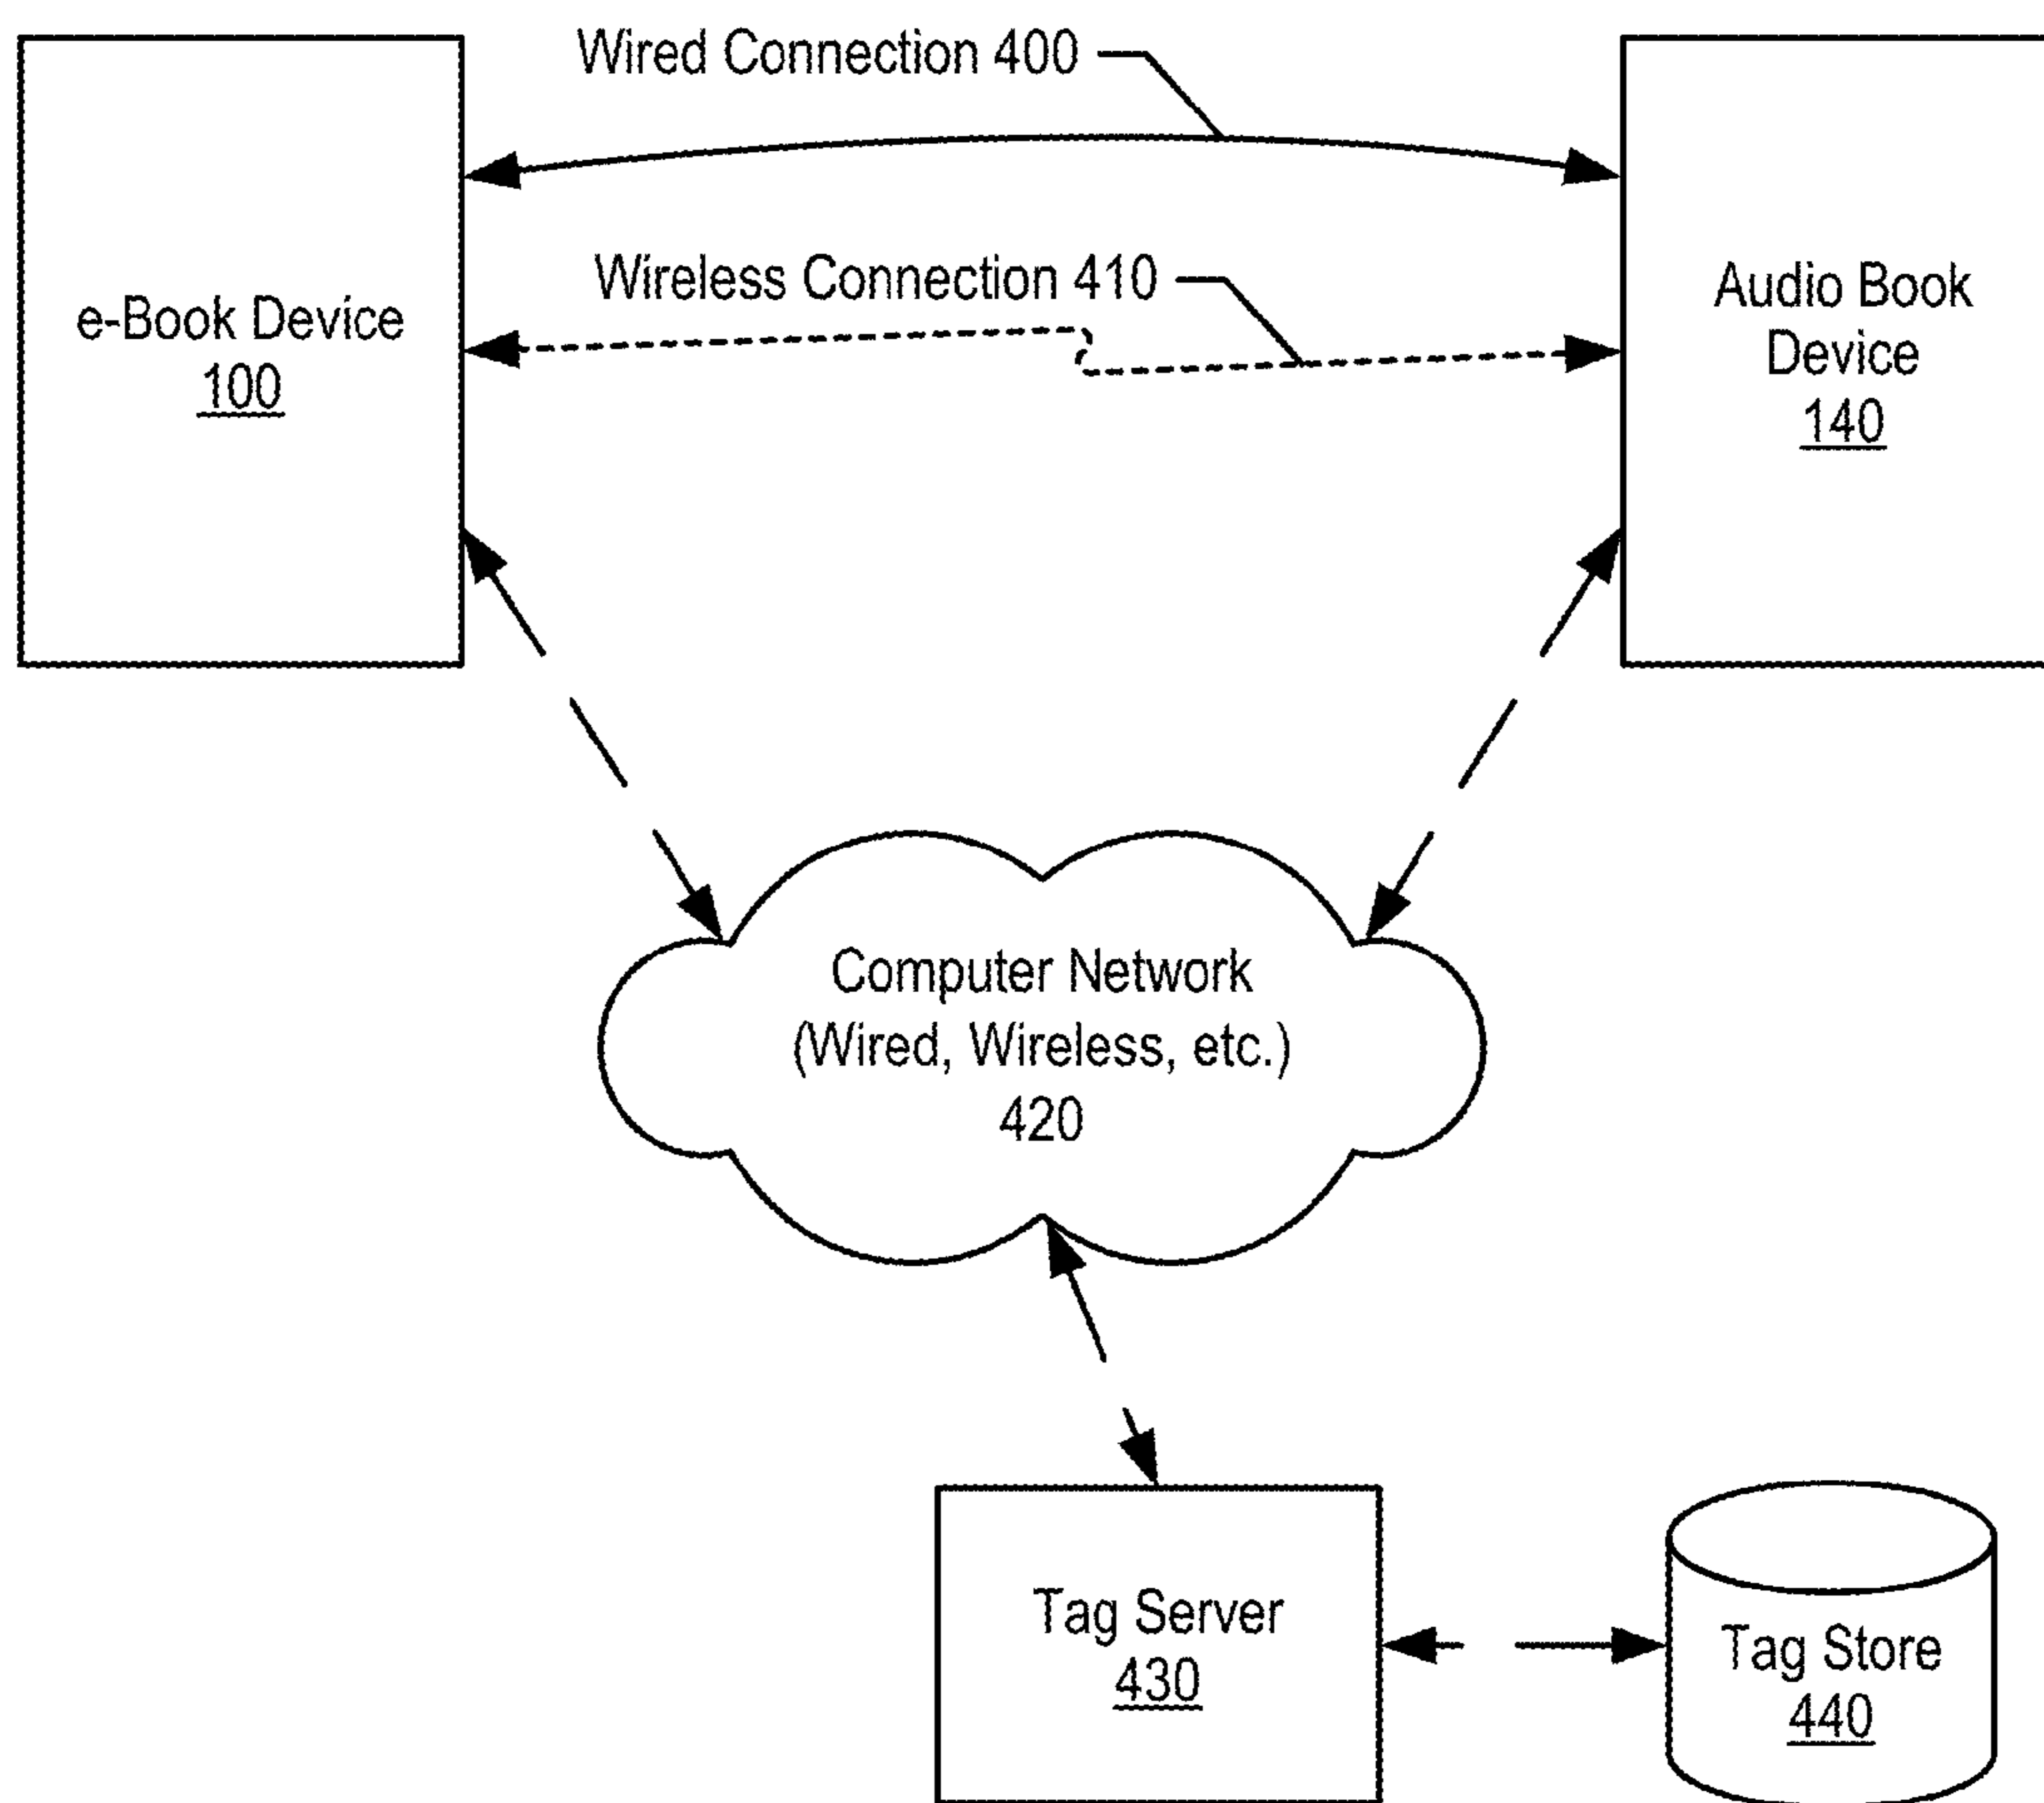 Wired Connection 400
Wireless Connection 410
e-Book Device
100
Audio Book
Device
140
Computer Network
(Wired, Wireless, etc.)
420
Tag Server
430
Tag Store
440